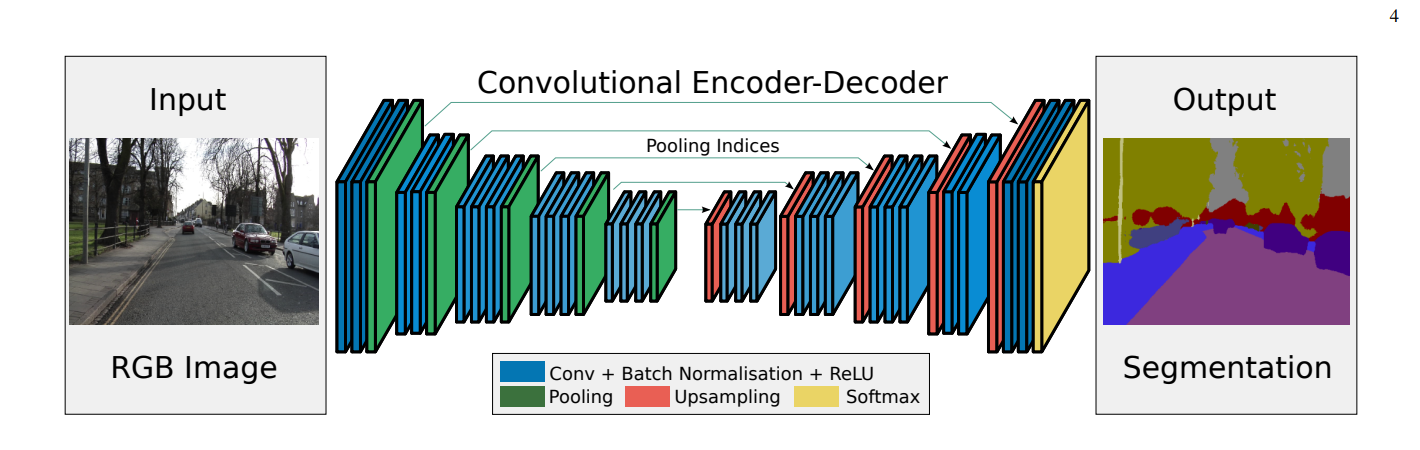 4
Convolutional Encoder-Decoder
Input
Output
Pooling Indices
RGB Image
Segmentation
Conv + Batch Normalisation + ReLU
Pooling Upsampling Softmax